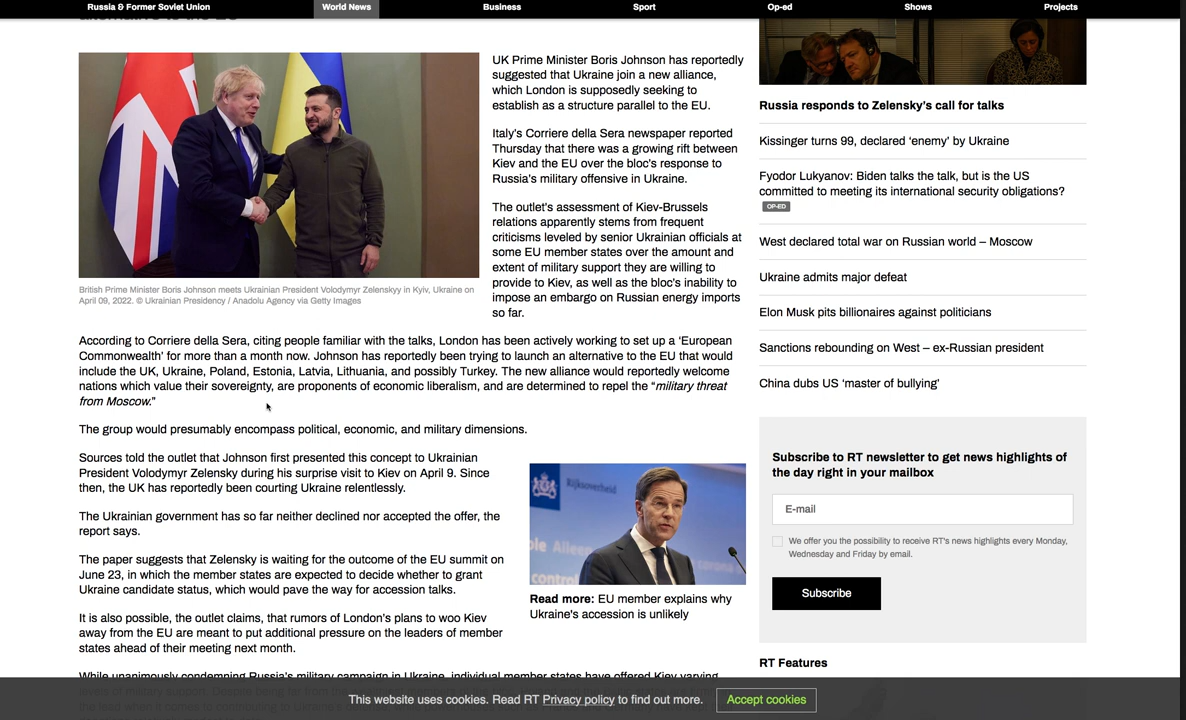 Russia & Former Soviet Union
World News
Business
Sport
Op-ed
Shows
Projects
alternative to the EU
UK Prime Minister Boris Johnson has reportedly
suggested that Ukraine join a new alliance,
which London is supposedly seeking to
establish as a structure parallel to the EU.
Italy's Corriere della Sera newspaper reported
Thursday that there was a growing rift between
Kiev and the EU over the bloc's response to
Russia's military offensive in Ukraine.
The outlet's assessment of Kiev-Brussels
relations apparently stems from frequent
criticisms leveled by senior Ukrainian officials at
some EU member states over the amount and
extent of military support they are willing to
provide to Kiev, as well as the bloc's inability to
impose an embargo on Russian energy imports
so far.
British Prime Minister Boris Johnson meets Ukrainian President Volodymyr Zelenskyy in Kyiv, Ukraine on
April 09, 2022. © Ukrainian Presidency / Anadolu Agency via Getty Images
According to Corriere della Sera, citing people familiar with the talks, London has been actively working to set up a ‘European
Commonwealth’ for more than a month now. Johnson has reportedly been trying to launch an alternative to the EU that would
include the UK, Ukraine, Poland, Estonia, Latvia, Lithuania, and possibly Turkey. The new alliance would reportedly welcome
nations which value their sovereignty, are proponents of economic liberalism, and are determined to repel the “military threat
from Moscow.”
The group would presumably encompass political, economic, and military dimensions.
Sources told the outlet that Johnson first presented this concept to Ukrainian
President Volodymyr Zelensky during his surprise visit to Kiev on April 9. Since
then, the UK has reportedly been courting Ukraine relentlessly.
The Ukrainian government has so far neither declined nor accepted the offer, the
report says.
The paper suggests that Zelensky is waiting for the outcome of the EU summit on
June 23, in which the member states are expected to decide whether to grant
Ukraine candidate status, which would pave the way for accession talks.
It is also possible, the outlet claims, that rumors of London's plans to woo Kiev
away from the EU are meant to put additional pressure on the leaders of member
states ahead of their meeting next month.
While unanimously condemning Russia's military campaign in Ukraine, individual member states have offered Kiev varying
Rijksoverheid
Read more: EU member explains why
Ukraine's accession is unlikely
Russia responds to Zelensky's call for talks
Kissinger turns 99, declared ‘enemy’ by Ukraine
Fyodor Lukyanov: Biden talks the talk, but is the US
committed to meeting its international security obligations?
OP-ED
West declared total war on Russian world – Moscow
Ukraine admits major defeat
Elon Musk pits billionaires against politicians
Sanctions rebounding on West – ex-Russian president
China dubs US ‘master of bullying’
Subscribe to RT newsletter to get news highlights of
the day right in your mailbox
E-mail
We offer you the possibility to receive RT's news highlights every Monday,
Wednesday and Friday by email.
Subscribe
RT Features
This website uses cookies. Read RT Privacy policy to find out more.
Accept cookies